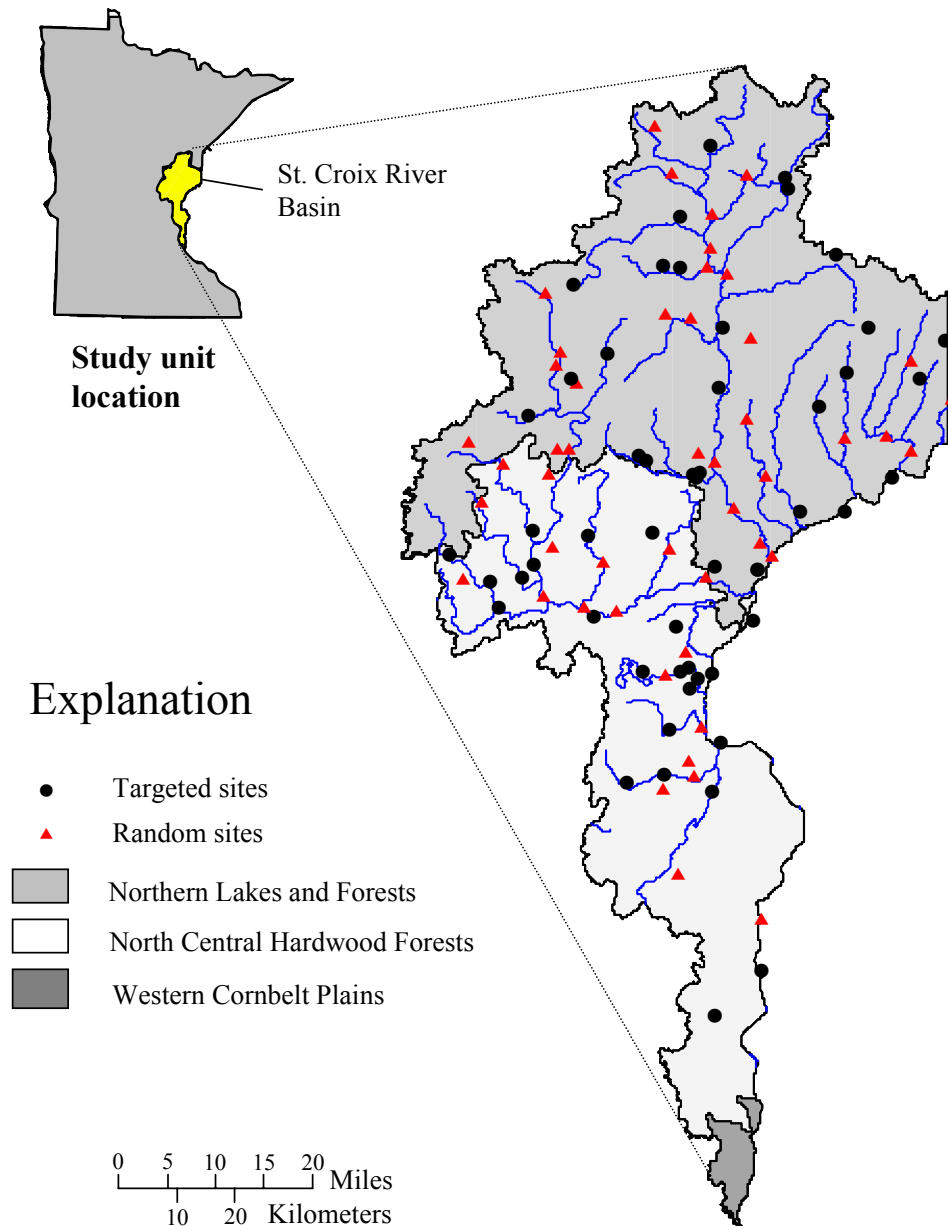 St. Croix River
Basin
Study unit
location
Explanation
Targeted sites
Random sites
Northern Lakes and Forests
North Central Hardwood Forests
Western Cornbelt Plains
0 5 10 15 20 Miles
10 20 Kilometers